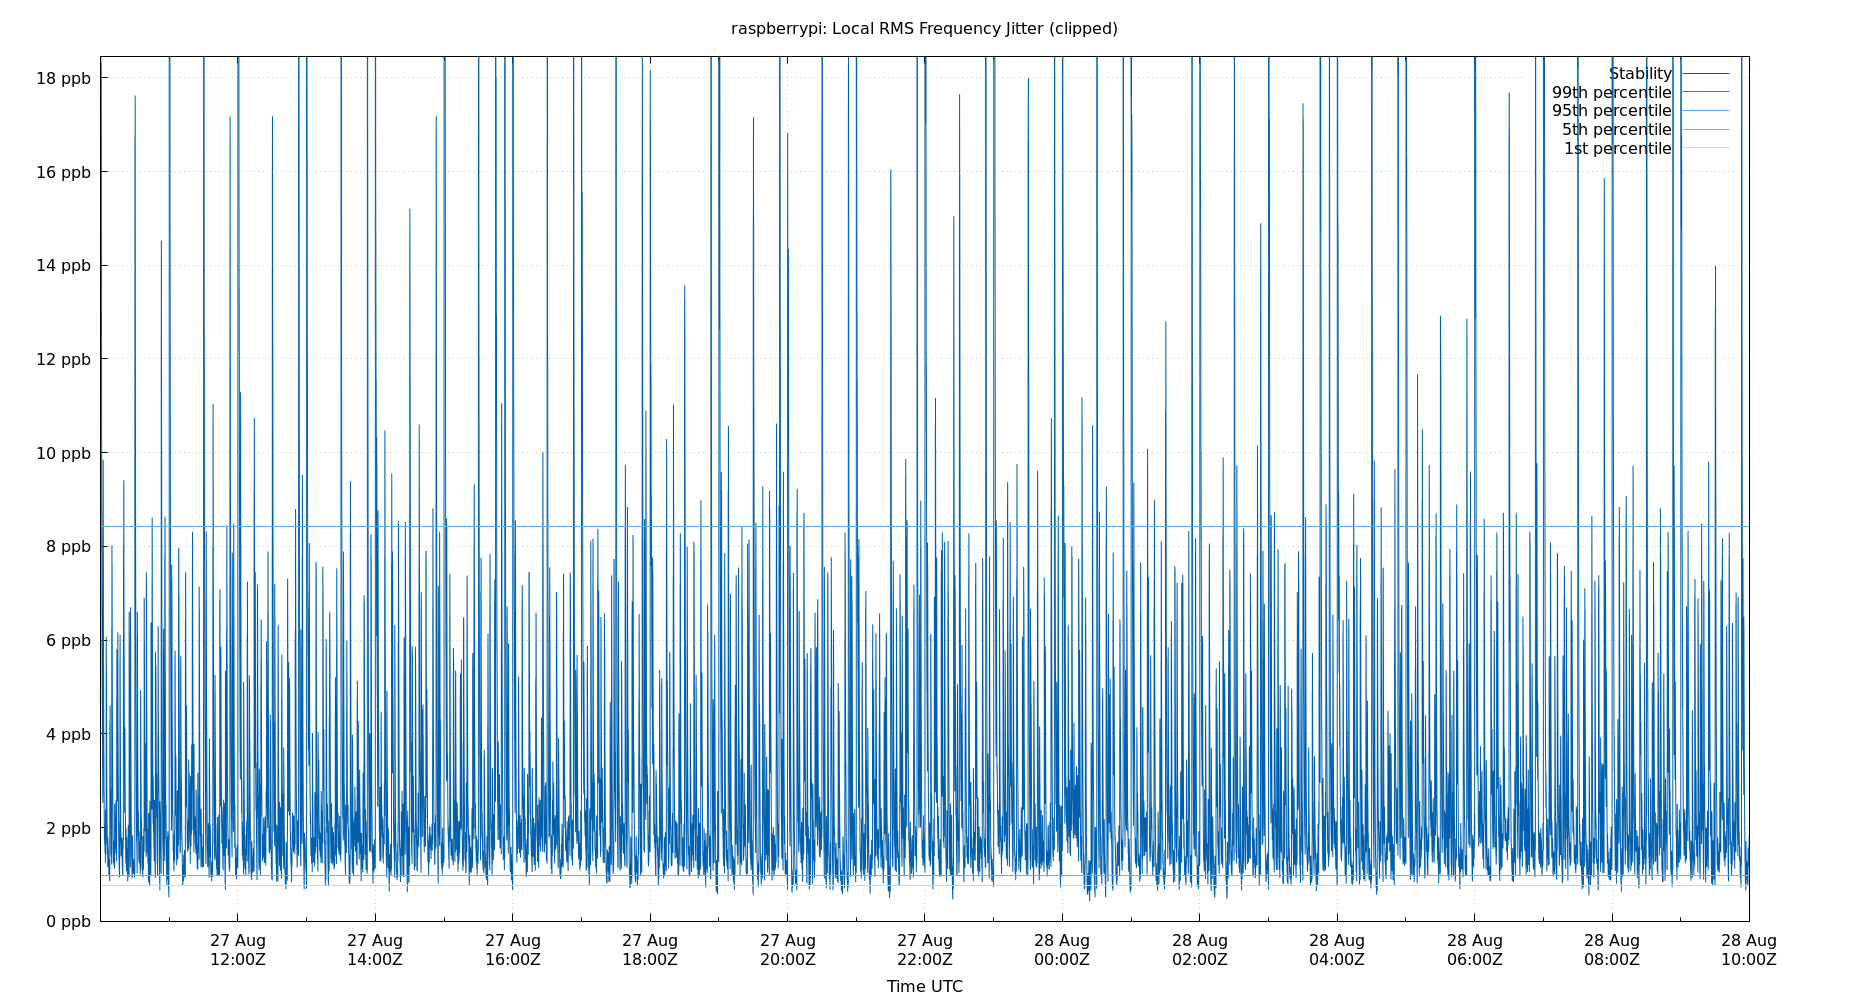 raspberrypi: Local RMS Frequency Jitter (clipped)
18 ppb
16 ppb
14 ppb
12 ppb
10 ppb
8 ppb
6 ppb
4 ppb
2 ppb
0 ppb
Stability
99th percentile
95th percentile
5th percentile
1st percentile
27 Aug
12:00Z
27 Aug
14:00Z
27 Aug
16:00Z
27 Aug
18:00Z
27 Aug
20:00Z
27 Aug
22:00Z
28 Aug
00:00Z
28 Aug
02:00Z
28 Aug
04:00Z
28 Aug
06:00Z
28 Aug
08:00Z
28 Aug
10:00Z
Time UTC